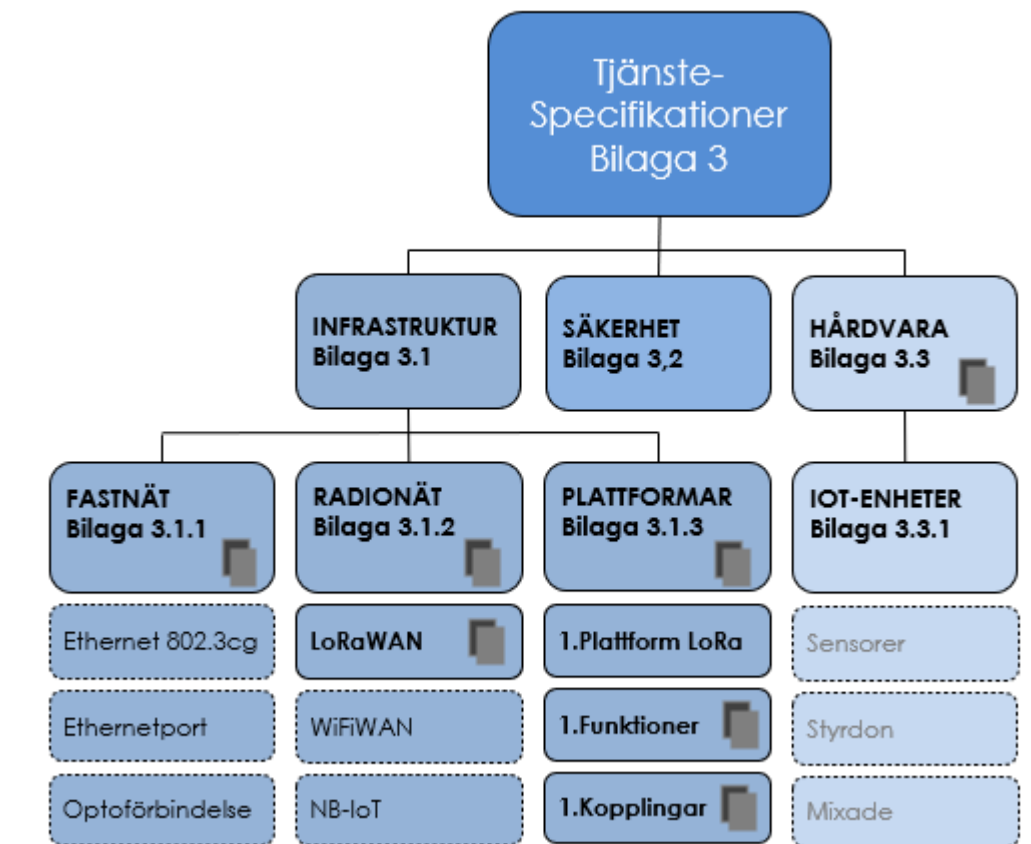 Tjänste-
Specifikationer
Bilaga 3
INFRASTRUKTUR
Bilaga 3.1
SÄKERHET
Bilaga 3,2
HÅRDVARA
Bilaga 3.3
FASTNÄT
Bilaga 3.1.1
RADIONÄT
Bilaga 3.1.2
PLATTFORMAR
Bilaga 3.1.3
IOT-ENHETER
Bilaga 3.3.1
Ethernet 802.3cg
LoRaWAN
1.Plattform LoRa
Sensorer
Ethernetport
WiFiWAN
1.Funktioner
Styrdon
Optoförbindelse
NB-IoT
1.Kopplingar
Mixade